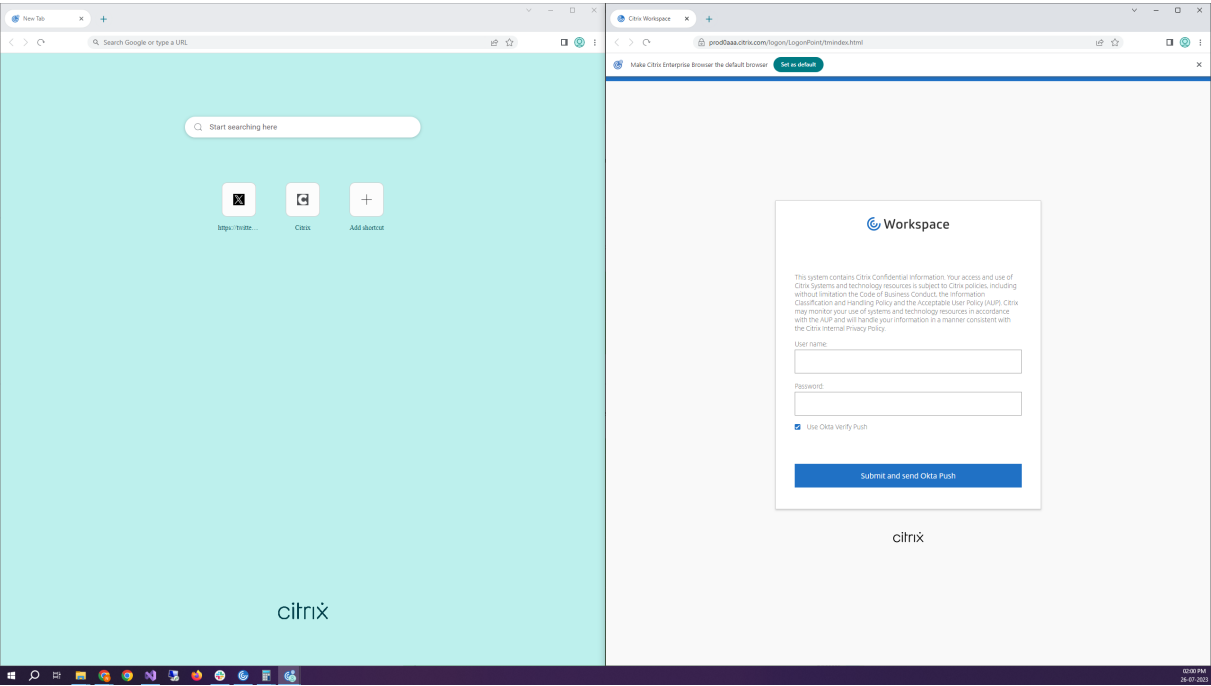 New Tab
Search Google or type a URL
Start searching here
https://twitte...
Citrix
Add shortcut
citrix
Citrix Workspace
prod0aaa.citrix.com/logon/LogonPoint/tmindex.html
Make Citrix Enterprise Browser the default browser
Set as default
Workspace
This system contains Citrix Confidential Information. Your access and use of
Citrix Systems and technology resources is subject to Citrix policies, including
without limitation the Code of Business Conduct, the Information
Classification and Handling Policy and the Acceptable User Policy (AUP). Citrix
may monitor your use of systems and technology resources in accordance
with the AUP and will handle your information in a manner consistent with
the Citrix Internal Privacy Policy.
User name:
Password:
Use Okta Verify Push
Submit and send Okta Push
citrix
02:00 PM
26-07-2023